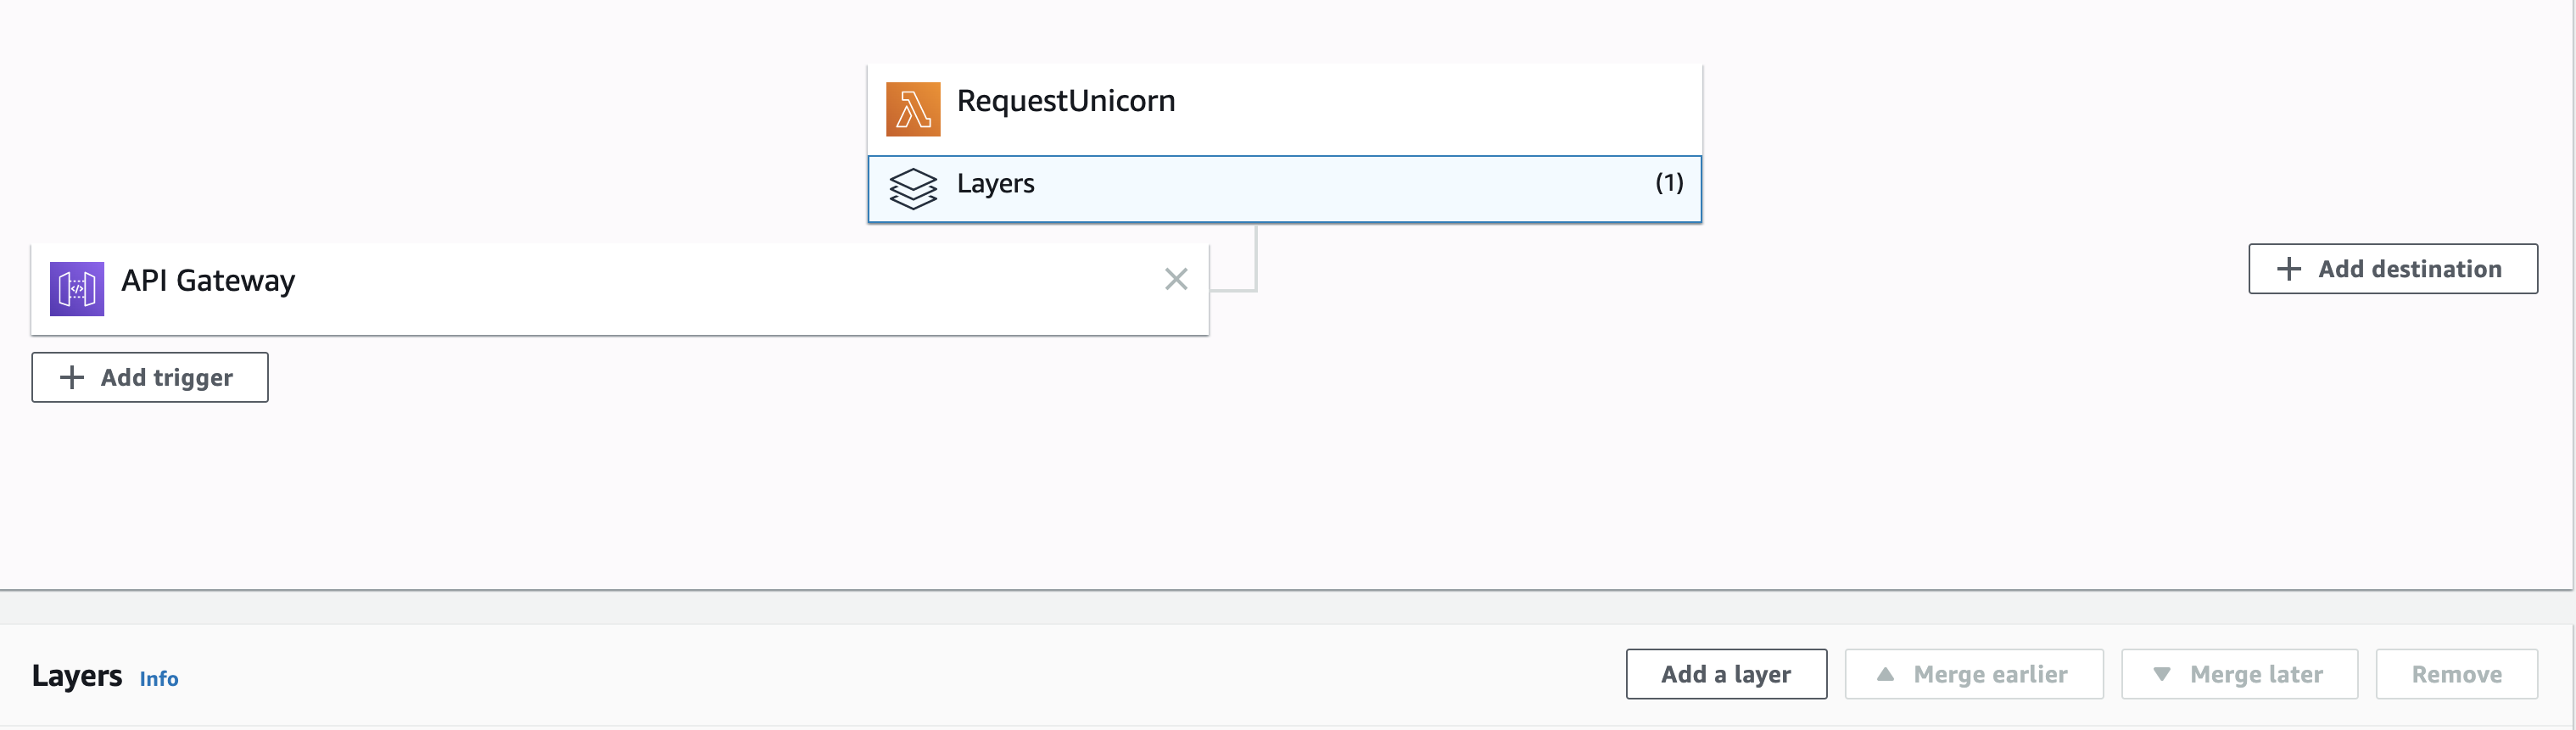 RequestUnicorn
Layers (1)
API Gateway
Add destination
Add trigger
Layers Info
Add a layer Merge earlier Merge later Remove